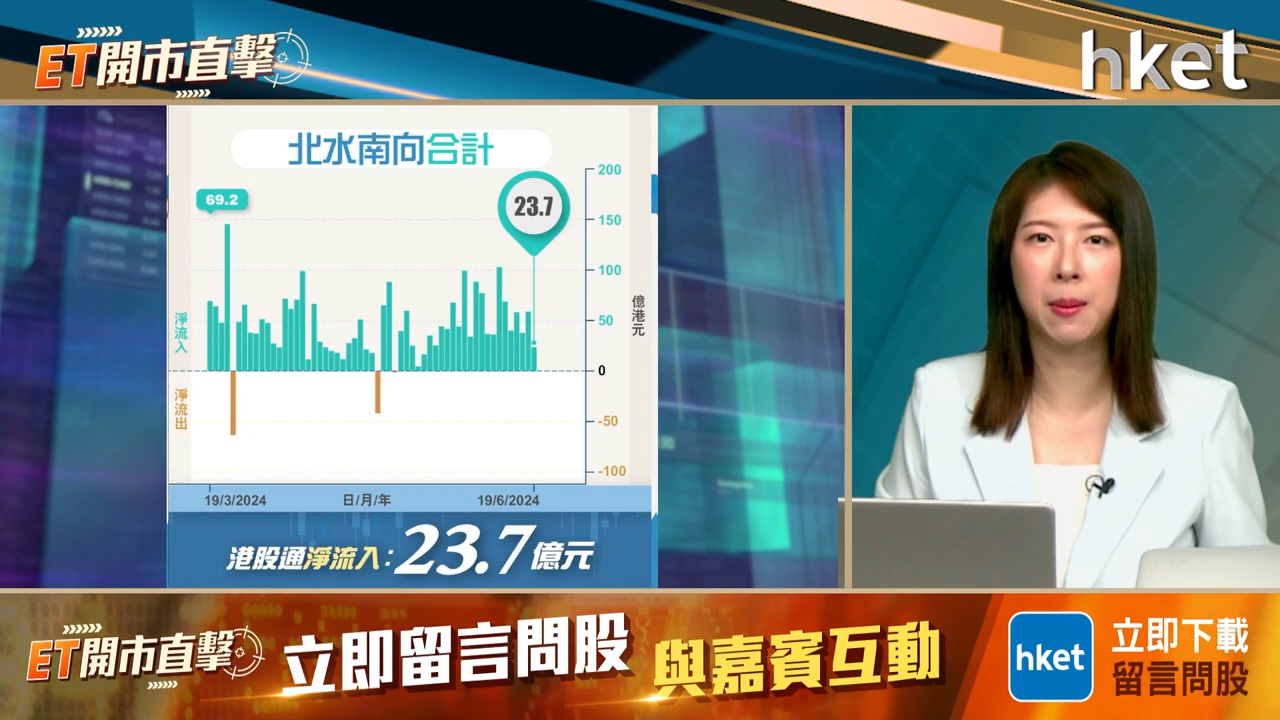 ET開市直擊
hket
北水南向合計
69.2
23.7
200
150
100
50
0
-50
-100
億港元
淨流入
淨流出
19/3/2024
日/月/年
19/6/2024
港股通淨流入：23.7億元
ET開市直擊
立即留言問股
與嘉賓互動
hket
立即下載
留言問股